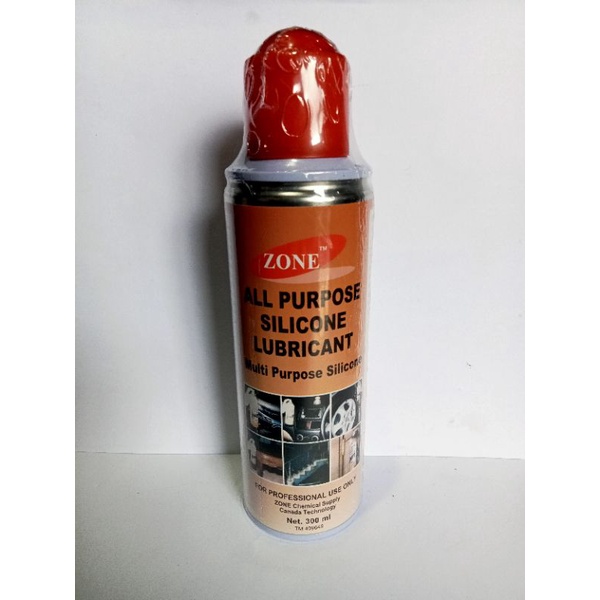 ZONE™
ALL PURPOSE
SILICONE
LUBRICANT
Multi Purpose Silicone
FOR PROFESSIONAL USE ONLY
ZONE Chemical Supply
Canada Technology
Net. 300 ml